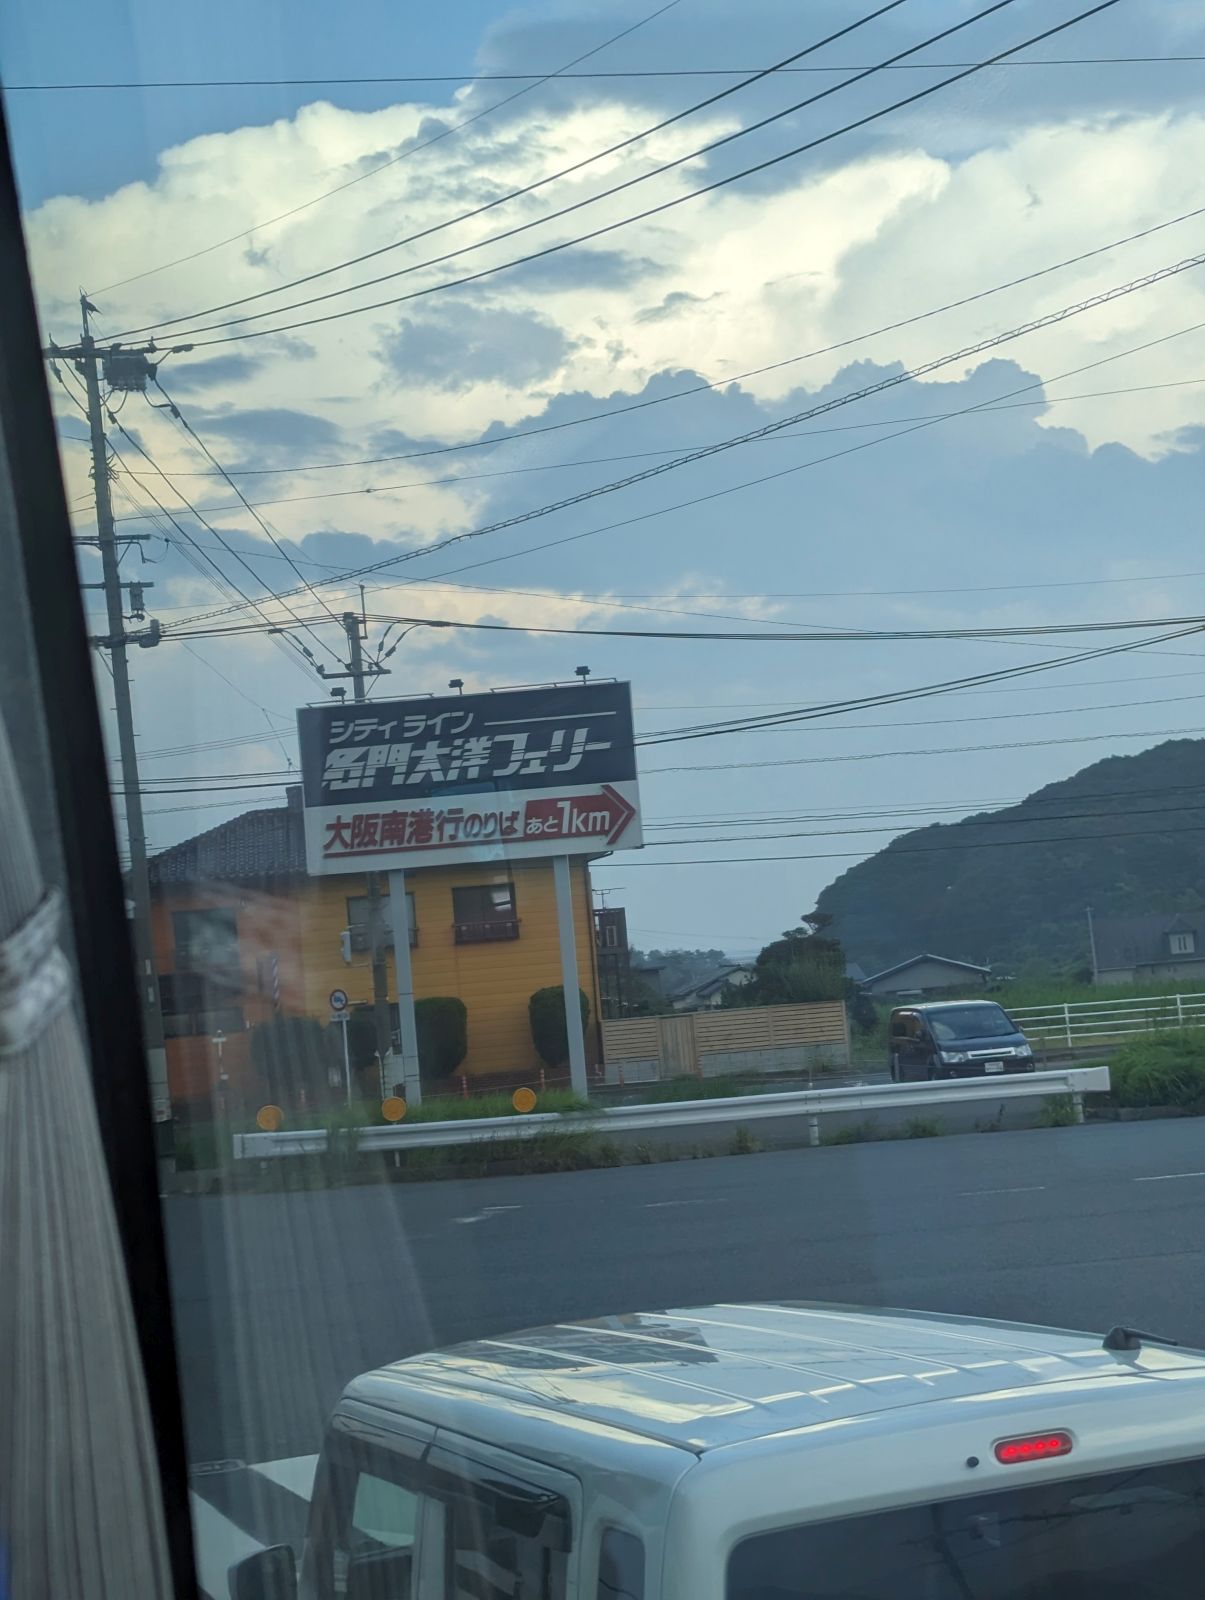 シティ ライン
名門大洋フェリー
大阪南港行のりば あと1km